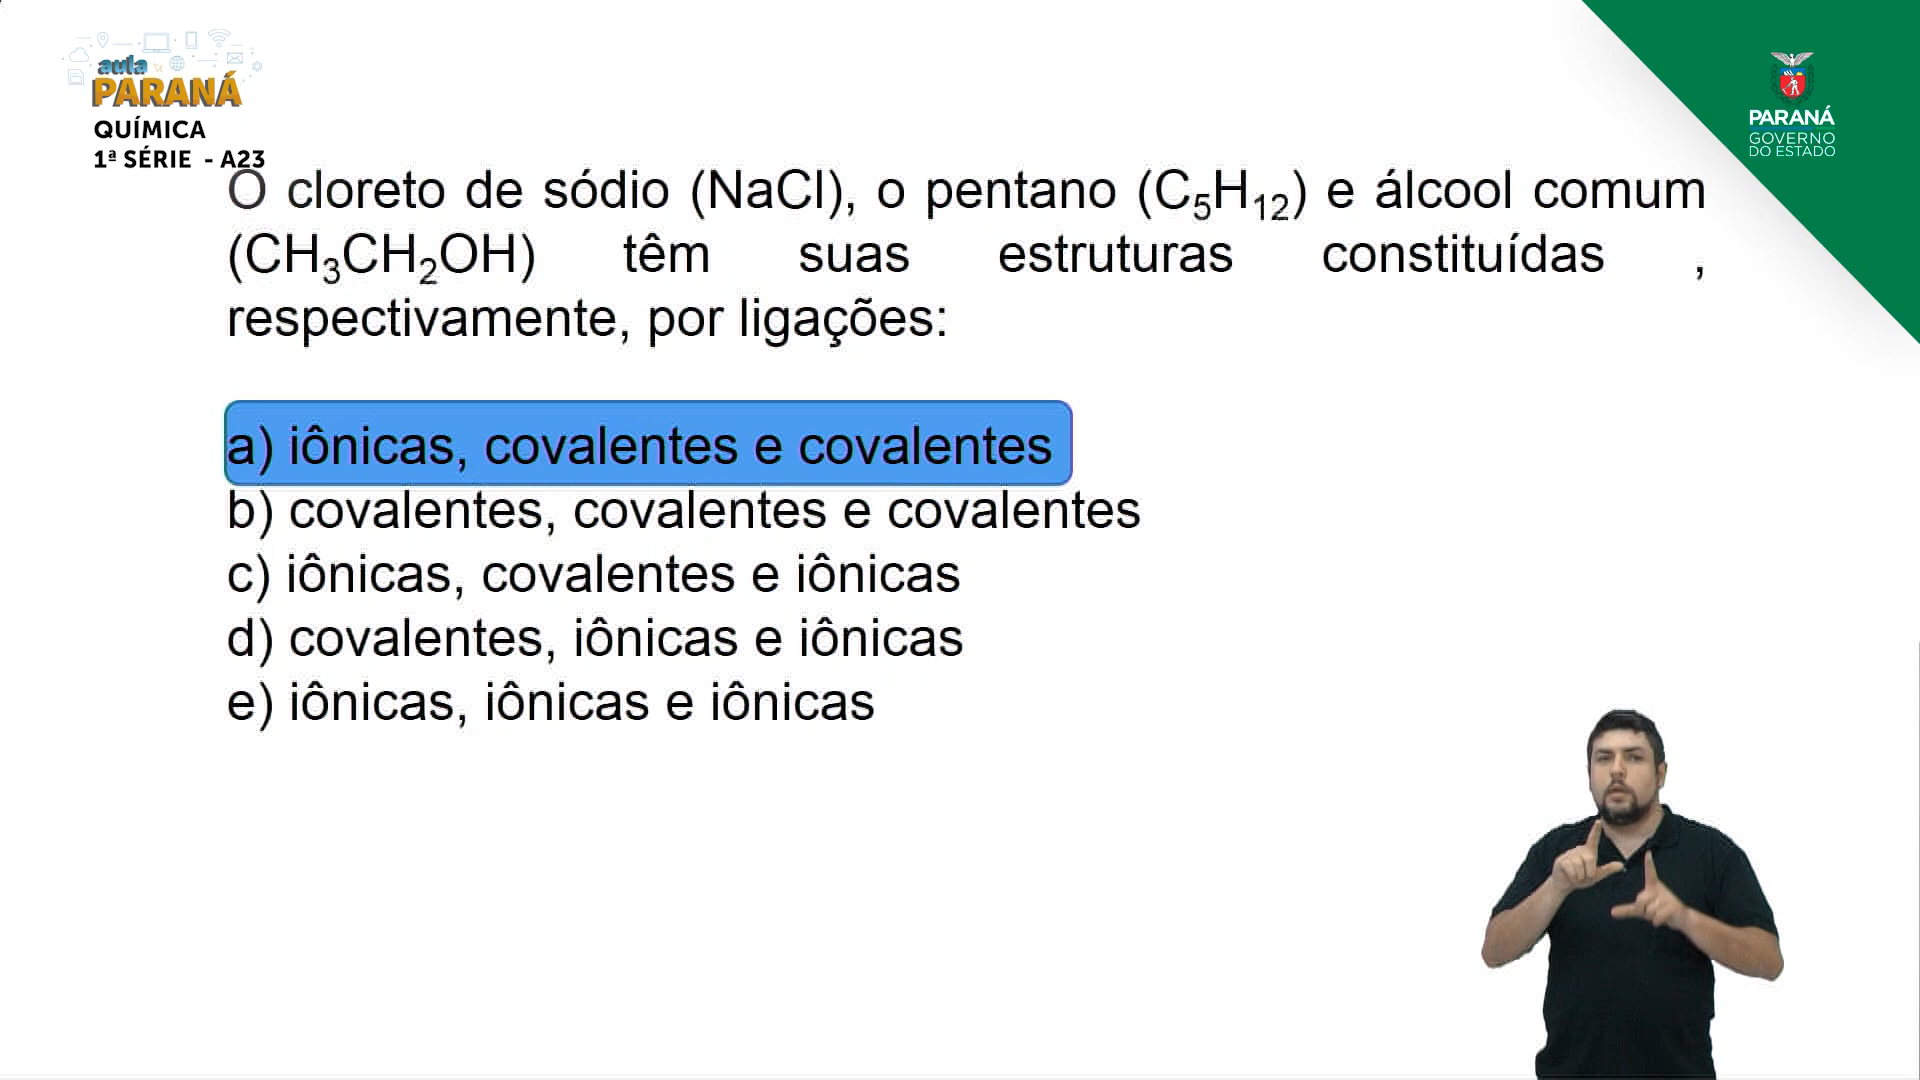 aula
PARANÁ
QUÍMICA
1ª SÉRIE - A23
PARANÁ
GOVERNO
DO ESTADO
O cloreto de sódio (NaCl), o pentano (C₅H₁₂) e álcool comum
(CH₃CH₂OH) têm suas estruturas constituídas ,
respectivamente, por ligações:
a) iônicas, covalentes e covalentes
b) covalentes, covalentes e covalentes
c) iônicas, covalentes e iônicas
d) covalentes, iônicas e iônicas
e) iônicas, iônicas e iônicas